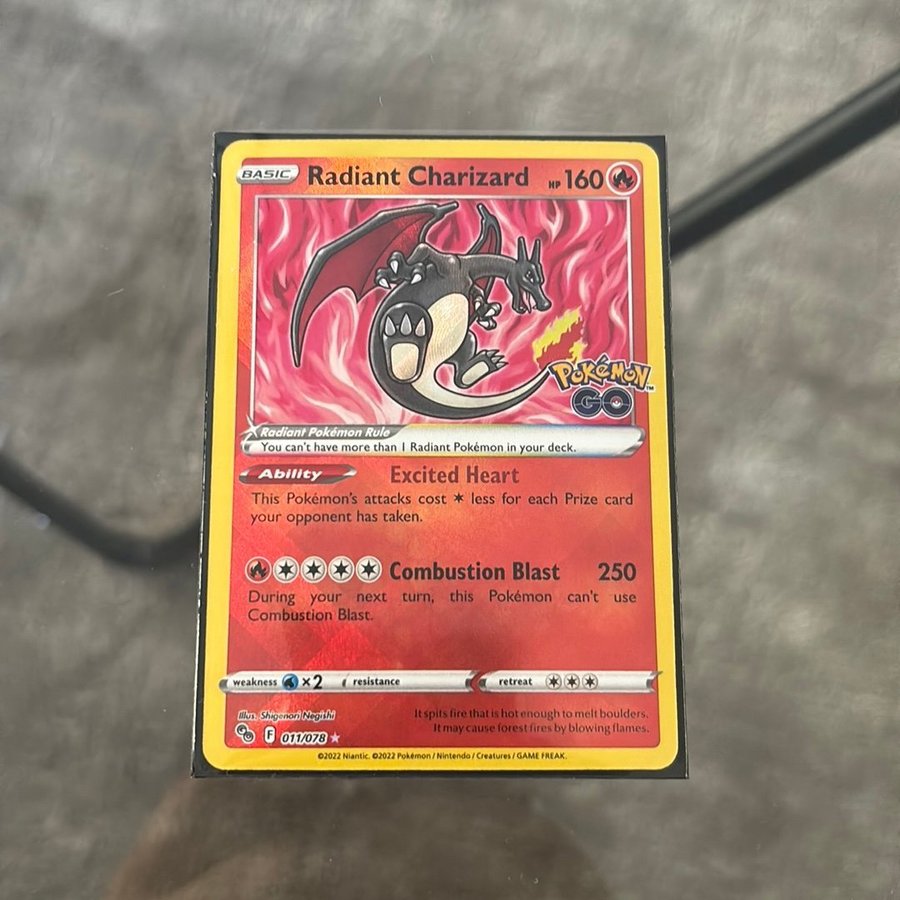 BASIC Radiant Charizard HP 160
POKéMON™
GO
Radiant Pokémon Rule
You can't have more than 1 Radiant Pokémon in your deck.
Ability Excited Heart
This Pokémon's attacks cost less for each Prize card
your opponent has taken.
Combustion Blast 250
During your next turn, this Pokémon can't use
Combustion Blast.
weakness ×2 resistance retreat
Illus. Shigenori Negishi
It spits fire that is hot enough to melt boulders.
It may cause forest fires by blowing flames.
F 011/078 ★
©2022 Niantic. ©2022 Pokémon / Nintendo / Creatures / GAME FREAK.